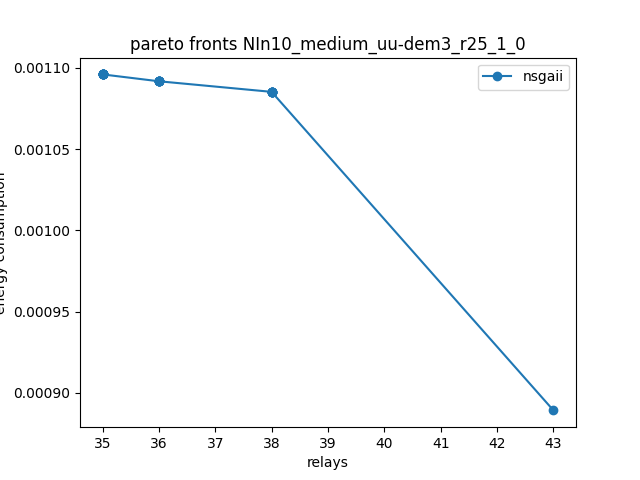 pareto fronts NIn10_medium_uu-dem3_r25_1_0
nsgaii
0.00110
0.00105
0.00100
0.00095
0.00090
energy consumption
35 36 37 38 39 40 41 42 43
relays